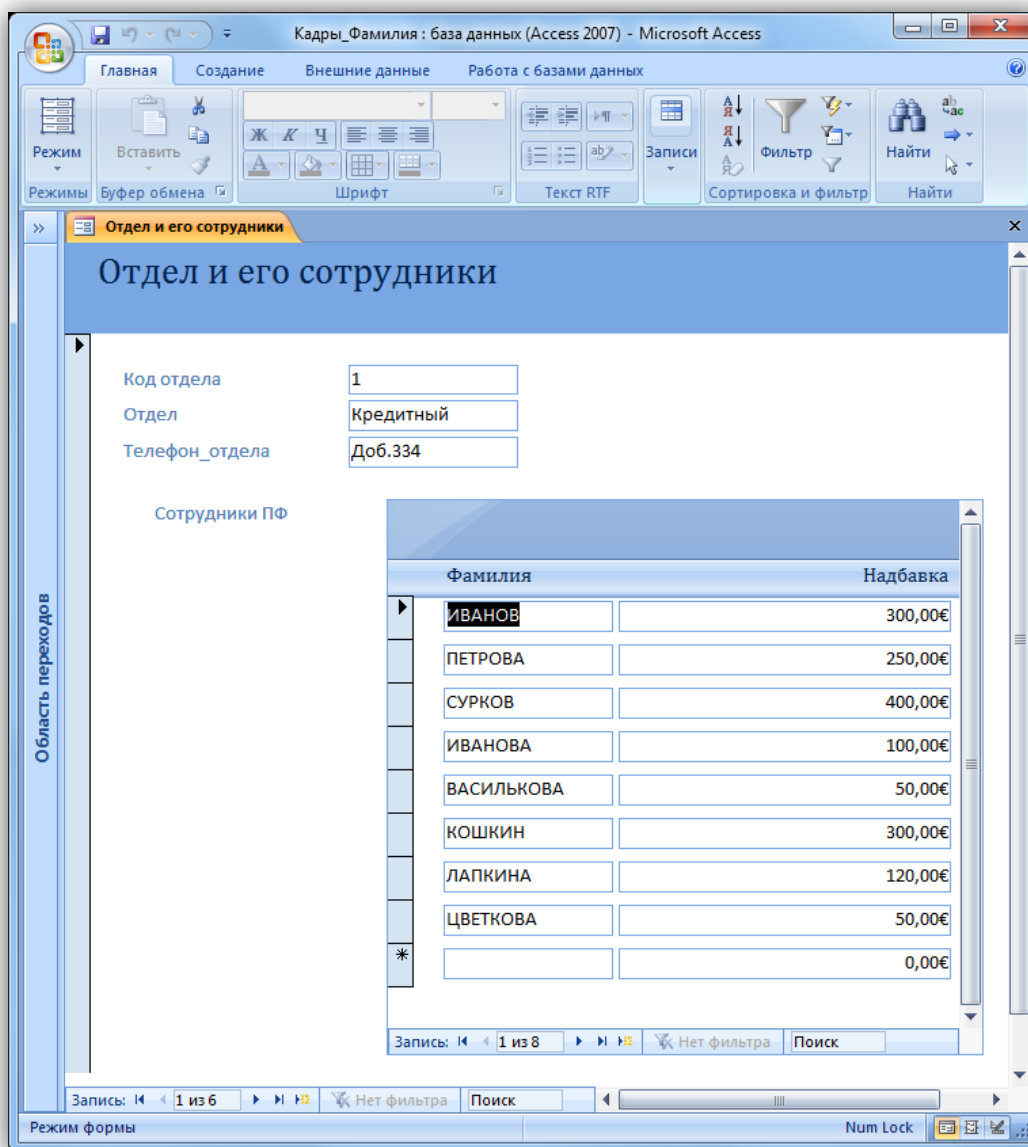 Кадры_Фамилия : база данных (Access 2007) - Microsoft Access
Главная Создание Внешние данные Работа с базами данных
Режим Вставить Ж К Ч Записи Фильтр Найти
Режимы Буфер обмена Шрифт Текст RTF Сортировка и фильтр Найти
Отдел и его сотрудники
Отдел и его сотрудники
Область переходов
Код отдела 1
Отдел Кредитный
Телефон_отдела Доб.334
Сотрудники ПФ
Фамилия Надбавка
ИВАНОВ 300,00€
ПЕТРОВА 250,00€
СУРКОВ 400,00€
ИВАНОВА 100,00€
ВАСИЛЬКОВА 50,00€
КОШКИН 300,00€
ЛАПКИНА 120,00€
ЦВЕТКОВА 50,00€
0,00€
Запись: 1 из 8 Нет фильтра Поиск
Запись: 1 из 6 Нет фильтра Поиск
Режим формы Num Lock